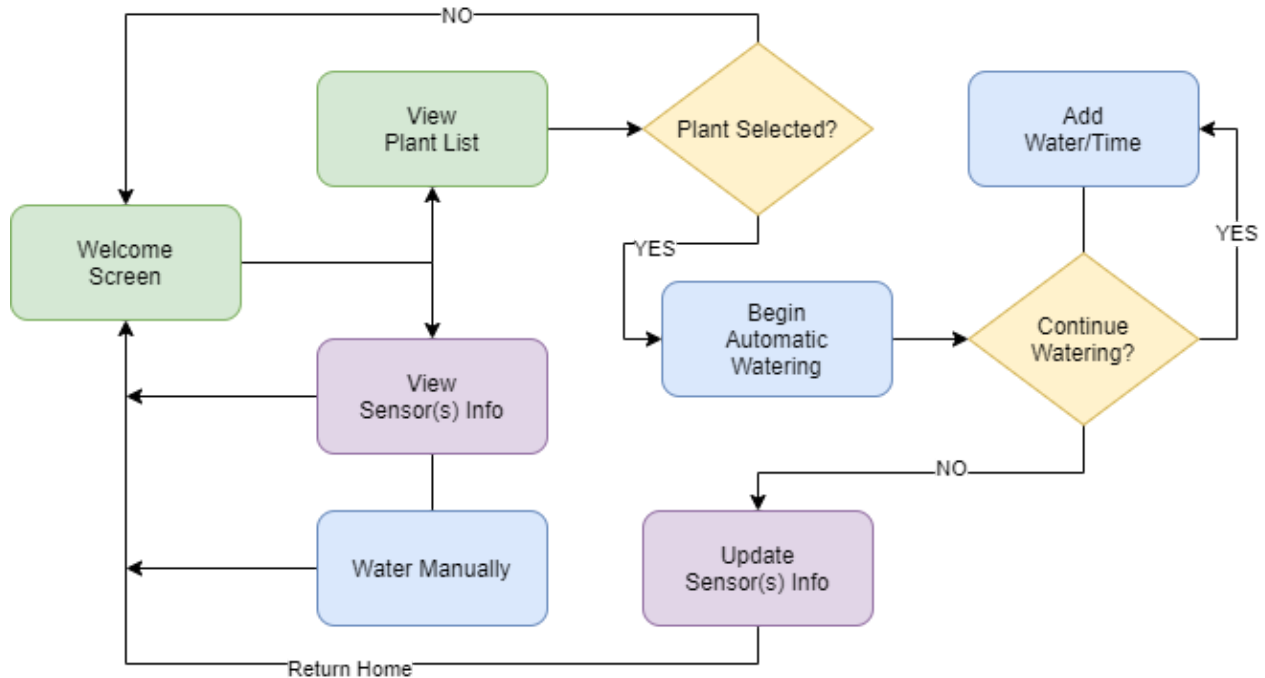 NO
View
Plant List
Plant Selected?
Add
Water/Time
Welcome
Screen
YES
YES
Begin
Automatic
Watering
Continue
Watering?
View
Sensor(s) Info
NO
Water Manually
Update
Sensor(s) Info
Return Home